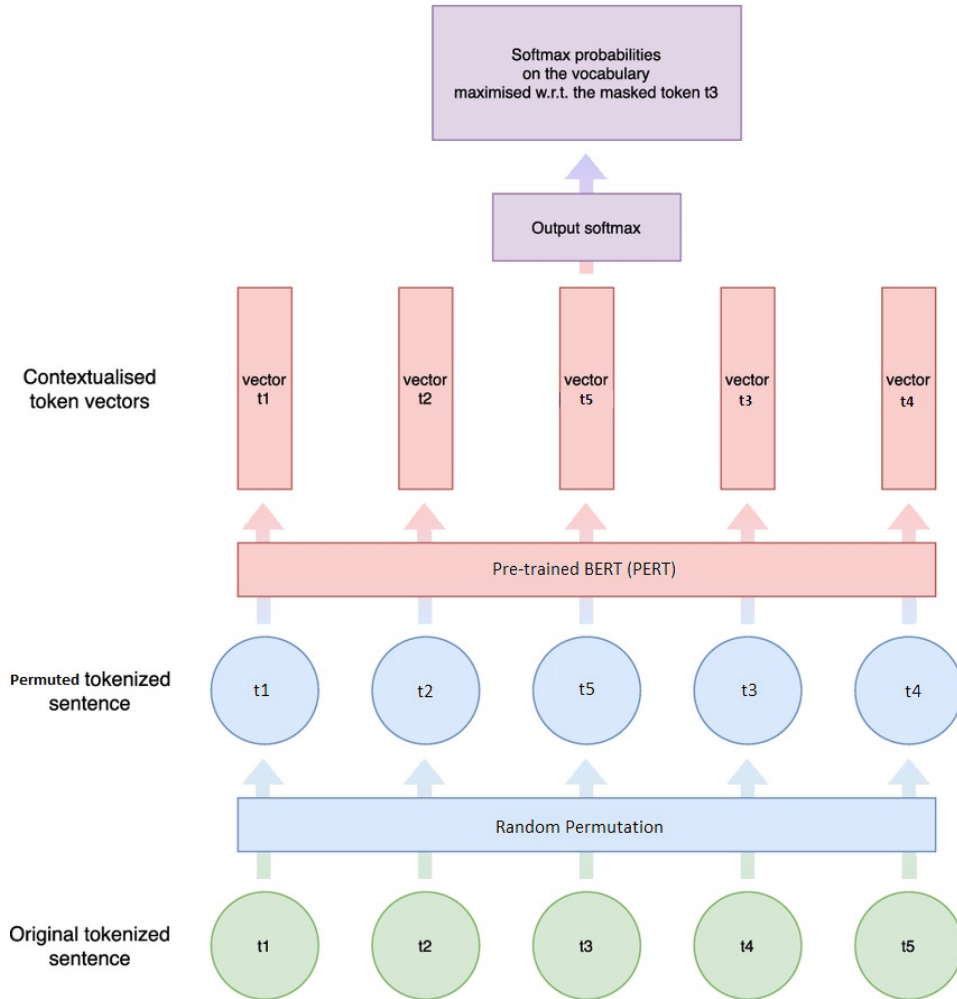 Softmax probabilities
on the vocabulary
maximised w.r.t. the masked token t3
Output softmax
Contextualised
token vectors
vector
t1
vector
t2
vector
t5
vector
t3
vector
t4
Pre-trained BERT (PERT)
Permuted tokenized
sentence
t1
t2
t5
t3
t4
Random Permutation
Original tokenized
sentence
t1
t2
t3
t4
t5